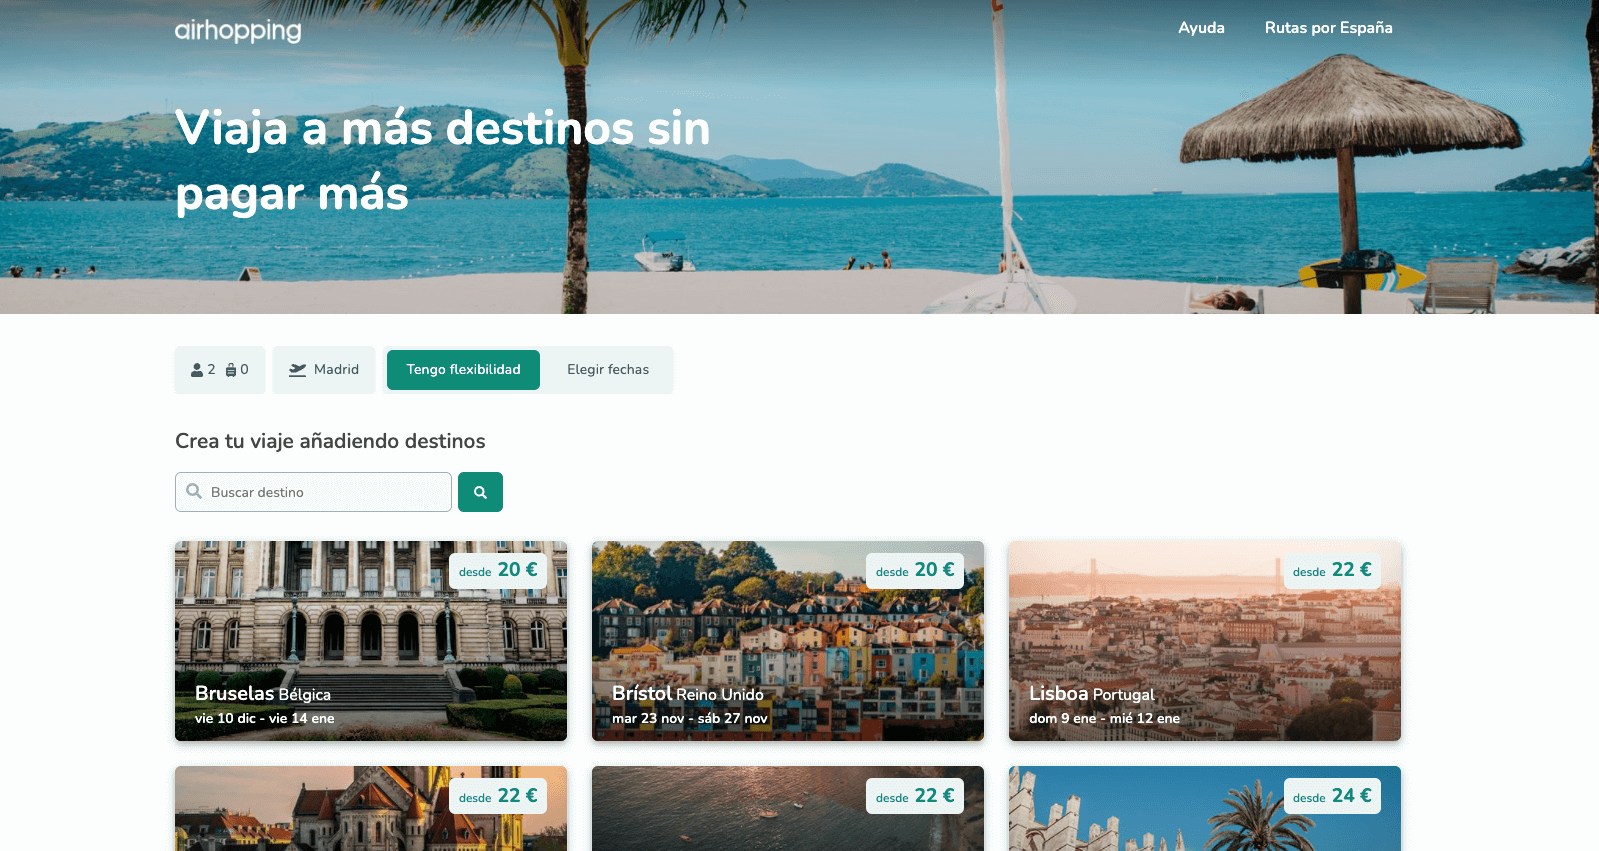 airhopping
Ayuda
Rutas por España
Viaja a más destinos sin
pagar más
2 0
Madrid
Tengo flexibilidad
Elegir fechas
Crea tu viaje añadiendo destinos
Buscar destino
desde 20 €
Bruselas Bélgica
vie 10 dic - vie 14 ene
desde 20 €
Brístol Reino Unido
mar 23 nov - sáb 27 nov
desde 22 €
Lisboa Portugal
dom 9 ene - mié 12 ene
desde 22 €
desde 22 €
desde 24 €